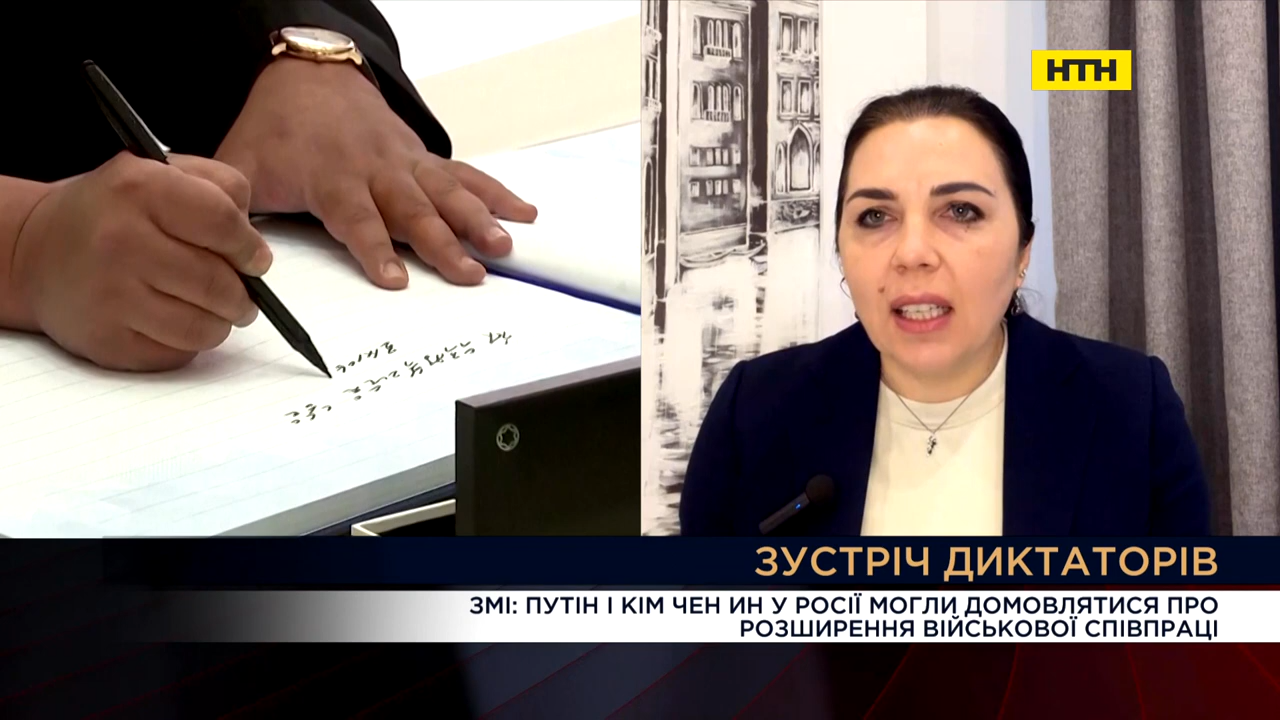 НТН
ЗУСТРІЧ ДИКТАТОРІВ
ЗМІ: ПУТІН І КІМ ЧЕН ИН У РОСІЇ МОГЛИ ДОМОВЛЯТИСЯ ПРО
РОЗШИРЕННЯ ВІЙСЬКОВОЇ СПІВПРАЦІ